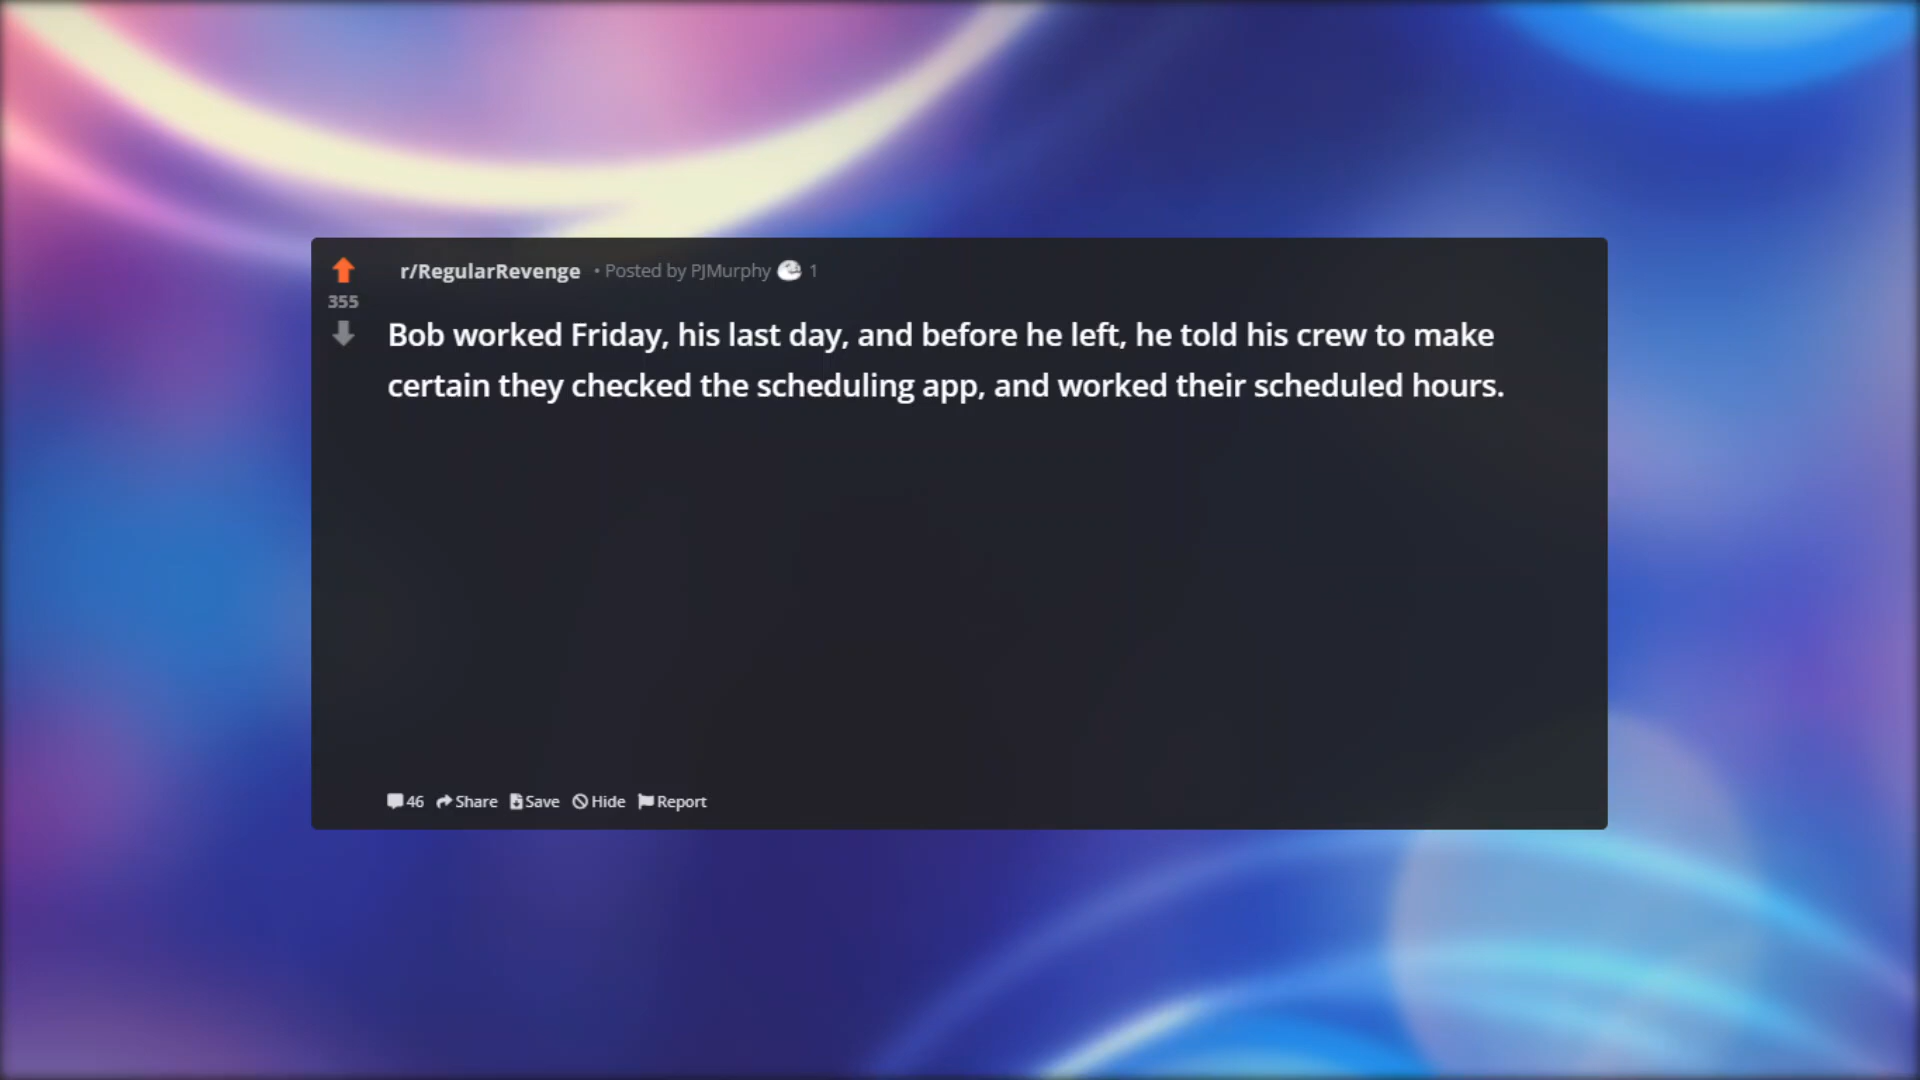 r/RegularRevenge • Posted by PJMurphy 1
355
Bob worked Friday, his last day, and before he left, he told his crew to make
certain they checked the scheduling app, and worked their scheduled hours.
46 Share Save Hide Report